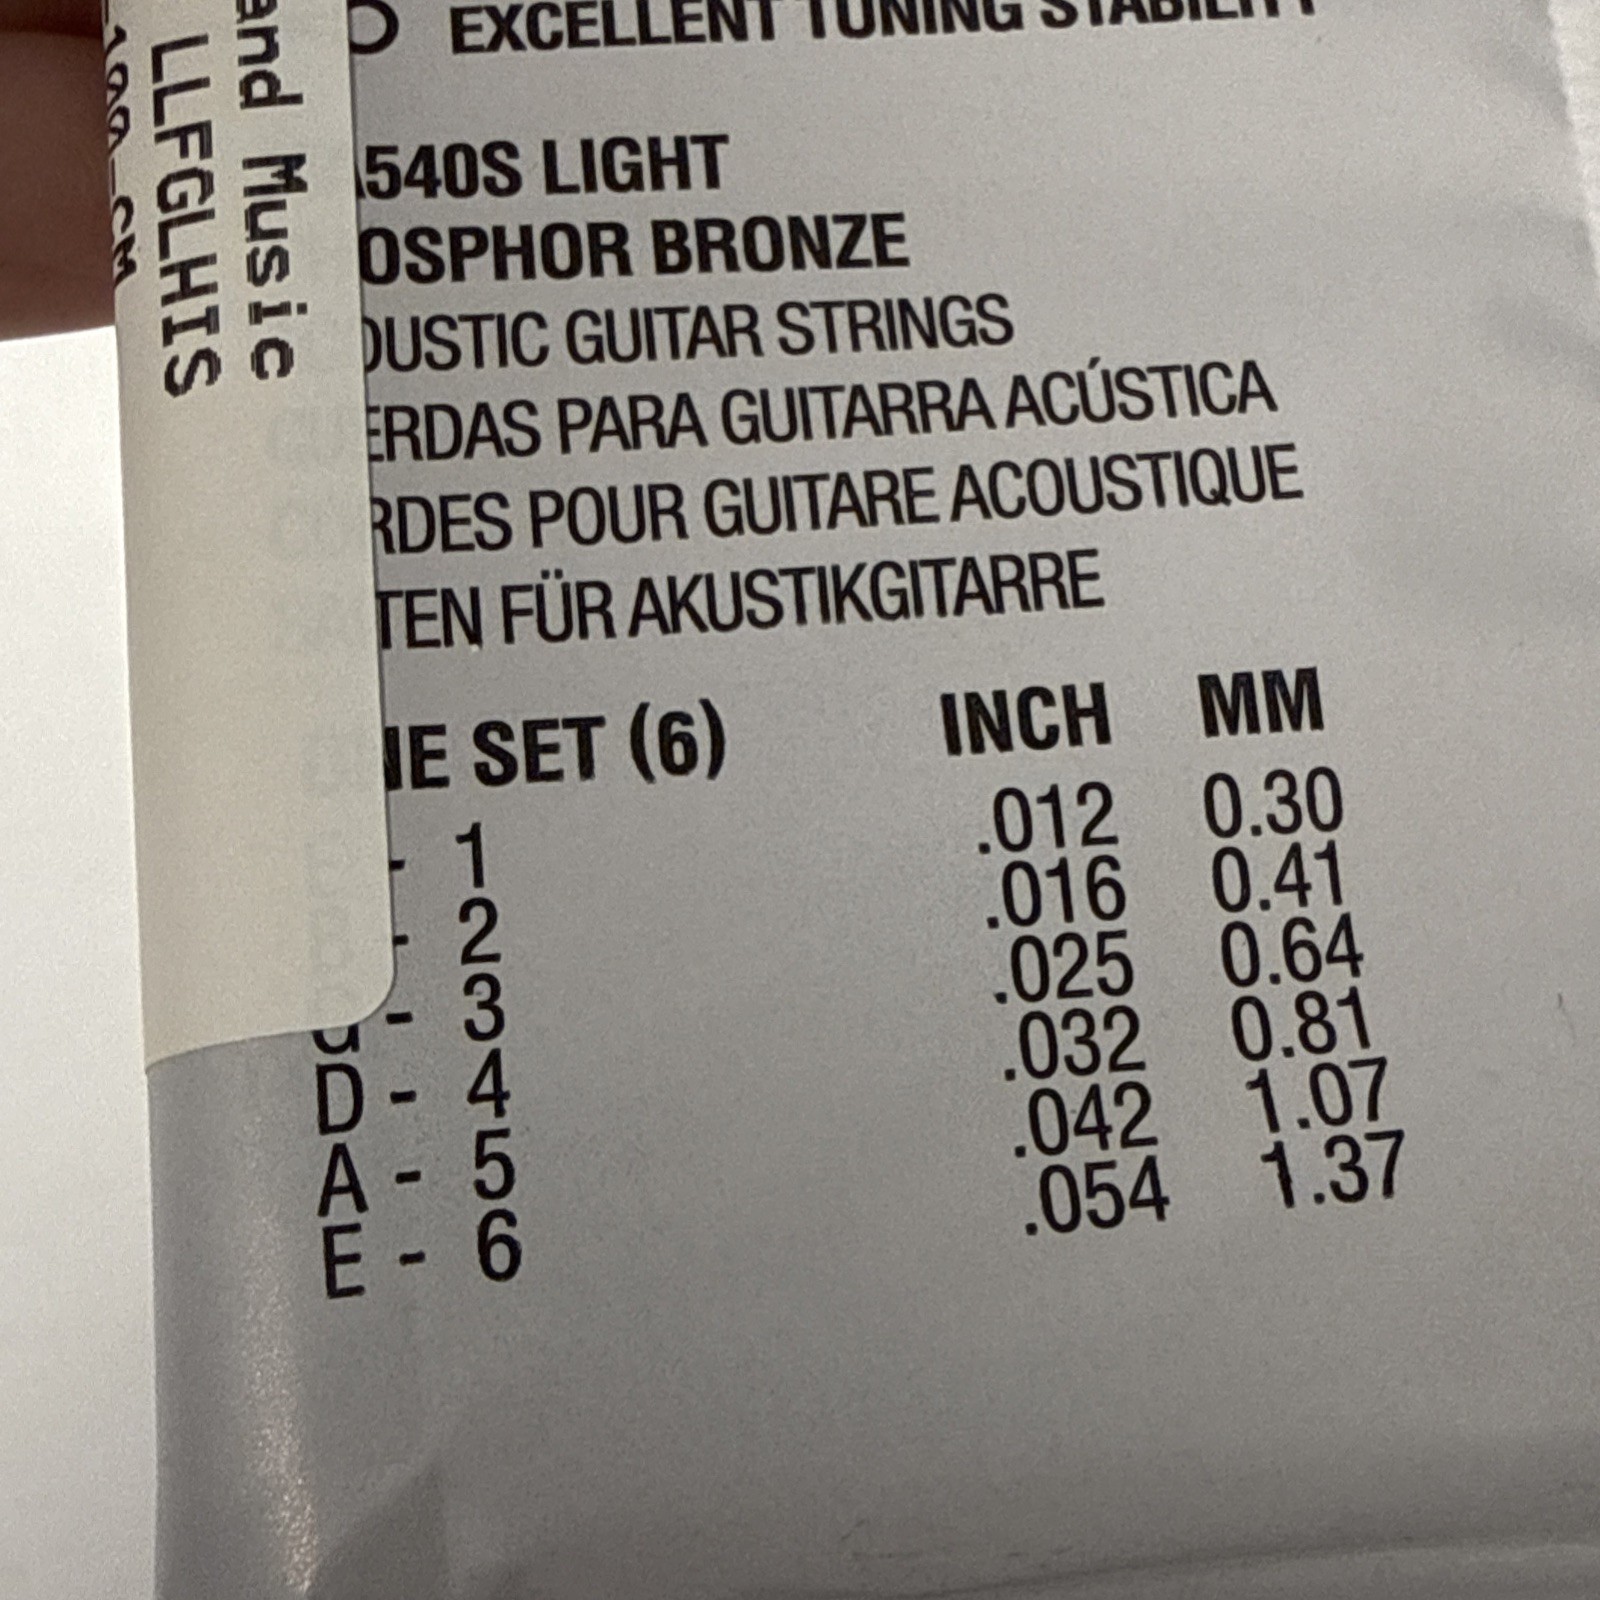 EXCELLENT TUNING STABILITY
540S LIGHT
OSPHOR BRONZE
OUSTIC GUITAR STRINGS
ERDAS PARA GUITARRA ACÚSTICA
RDES POUR GUITARE ACOUSTIQUE
TEN FÜR AKUSTIKGITARRE
NE SET (6) INCH MM
- 1 .012 0.30
- 2 .016 0.41
G - 3 .025 0.64
D - 4 .032 0.81
A - 5 .042 1.07
E - 6 .054 1.37
and Music
LLFGLHIS